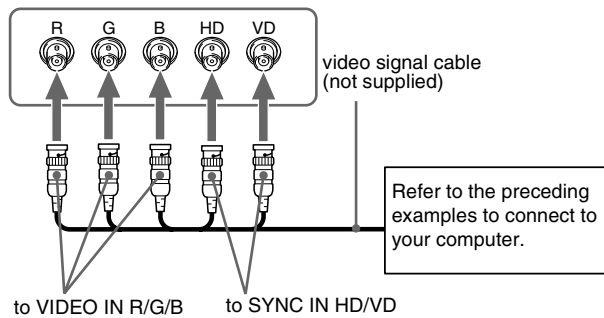 R G B HD VD
video signal cable
(not supplied)
Refer to the preceding
examples to connect to
your computer.
to VIDEO IN R/G/B
to SYNC IN HD/VD